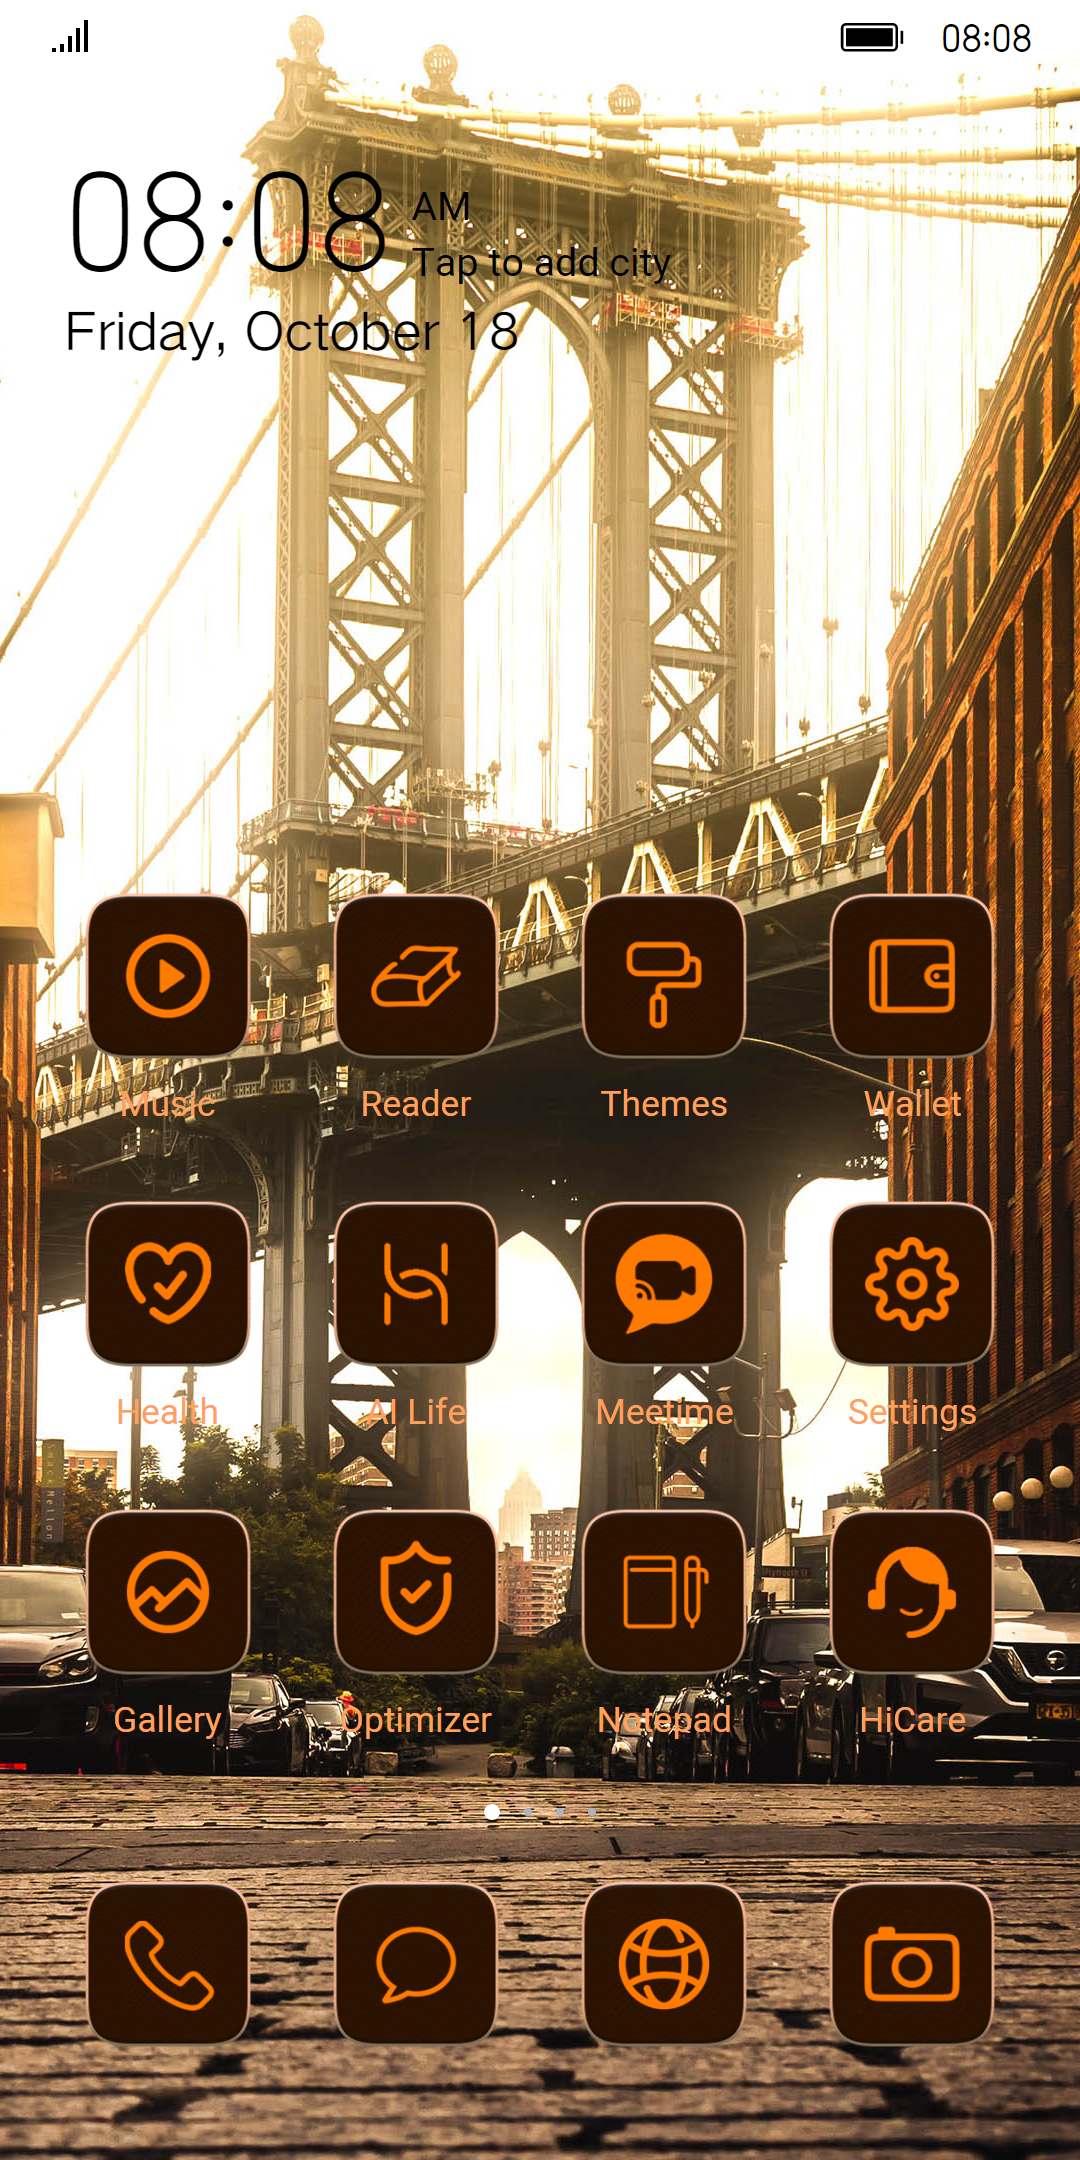 08:08
08:08 AM
Tap to add city
Friday, October 18
Music Reader Themes Wallet
Health AI Life Meetime Settings
Gallery Optimizer Notepad HiCare